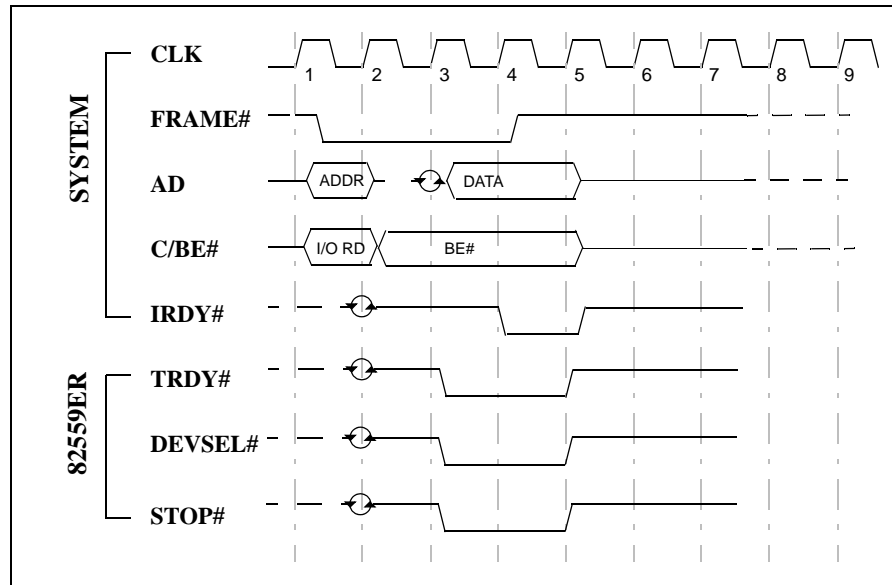 SYSTEM
CLK
1 2 3 4 5 6 7 8 9
FRAME#
AD
ADDR
DATA
C/BE#
I/O RD
BE#
IRDY#
82559ER
TRDY#
DEVSEL#
STOP#